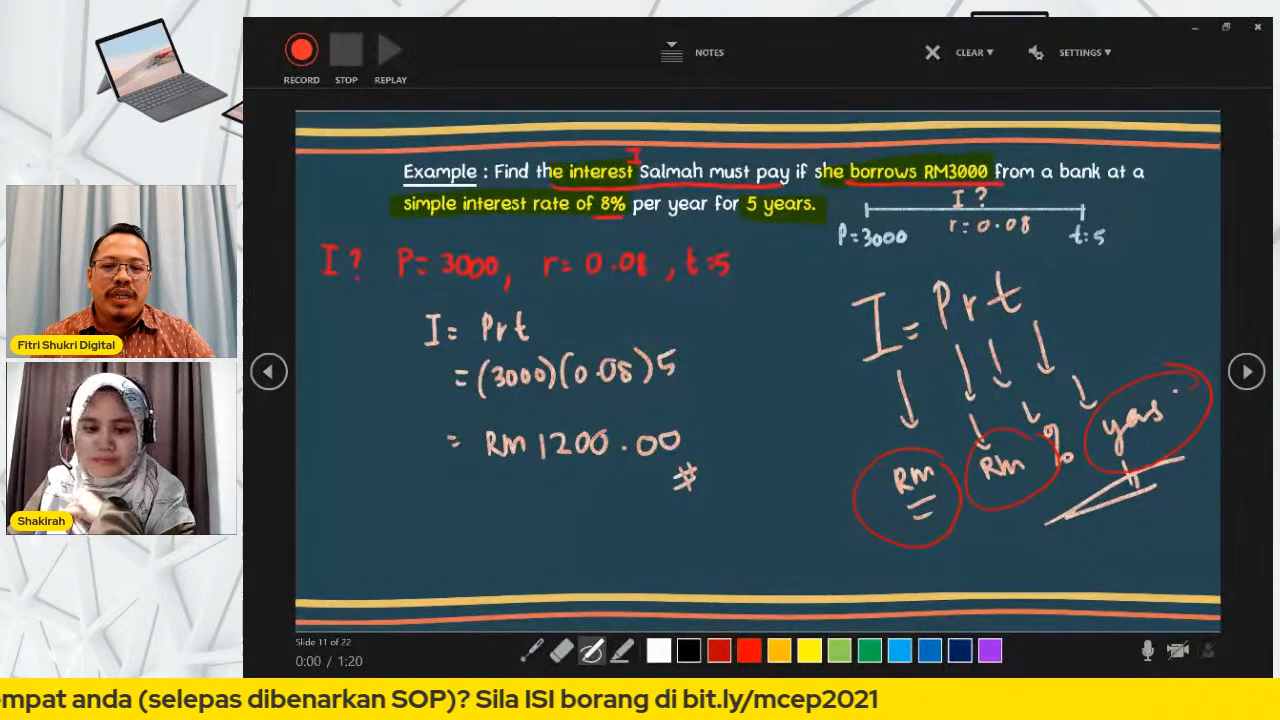 RECORD STOP REPLAY
NOTES
CLEAR
SETTINGS
I
Example : Find the interest Salmah must pay if she borrows RM3000 from a bank at a
simple interest rate of 8% per year for 5 years.
I ?
P=3000 r=0.08 t=5
I? P= 3000, r= 0.08, t=5
I= Prt
=(3000)(0.08)5
= RM 1200.00
#
I= Prt
RM RM % years
Fitri Shukri Digital
Shakirah
Slide 11 of 22
0:00 / 1:20
empat anda (selepas dibenarkan SOP)? Sila ISI borang di bit.ly/mcep2021